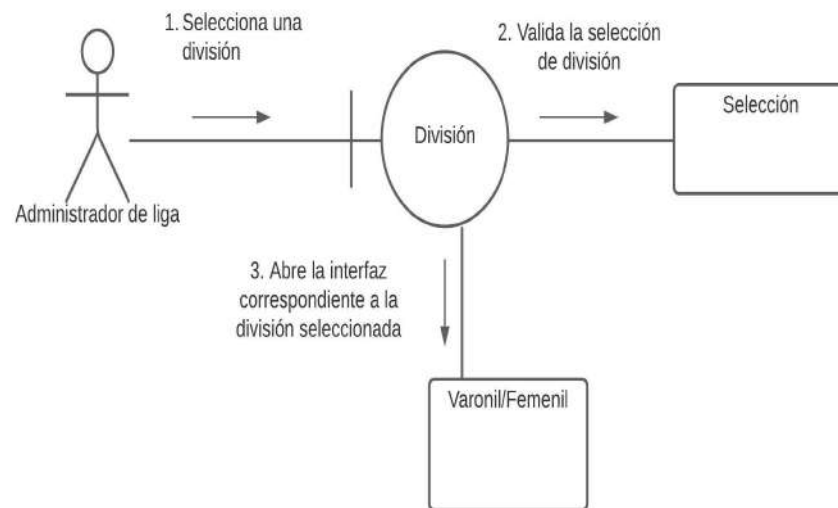 1. Selecciona una
división
2. Valida la selección
de división
Selección
División
Administrador de liga
3. Abre la interfaz
correspondiente a la
división seleccionada
Varonil/Femenil